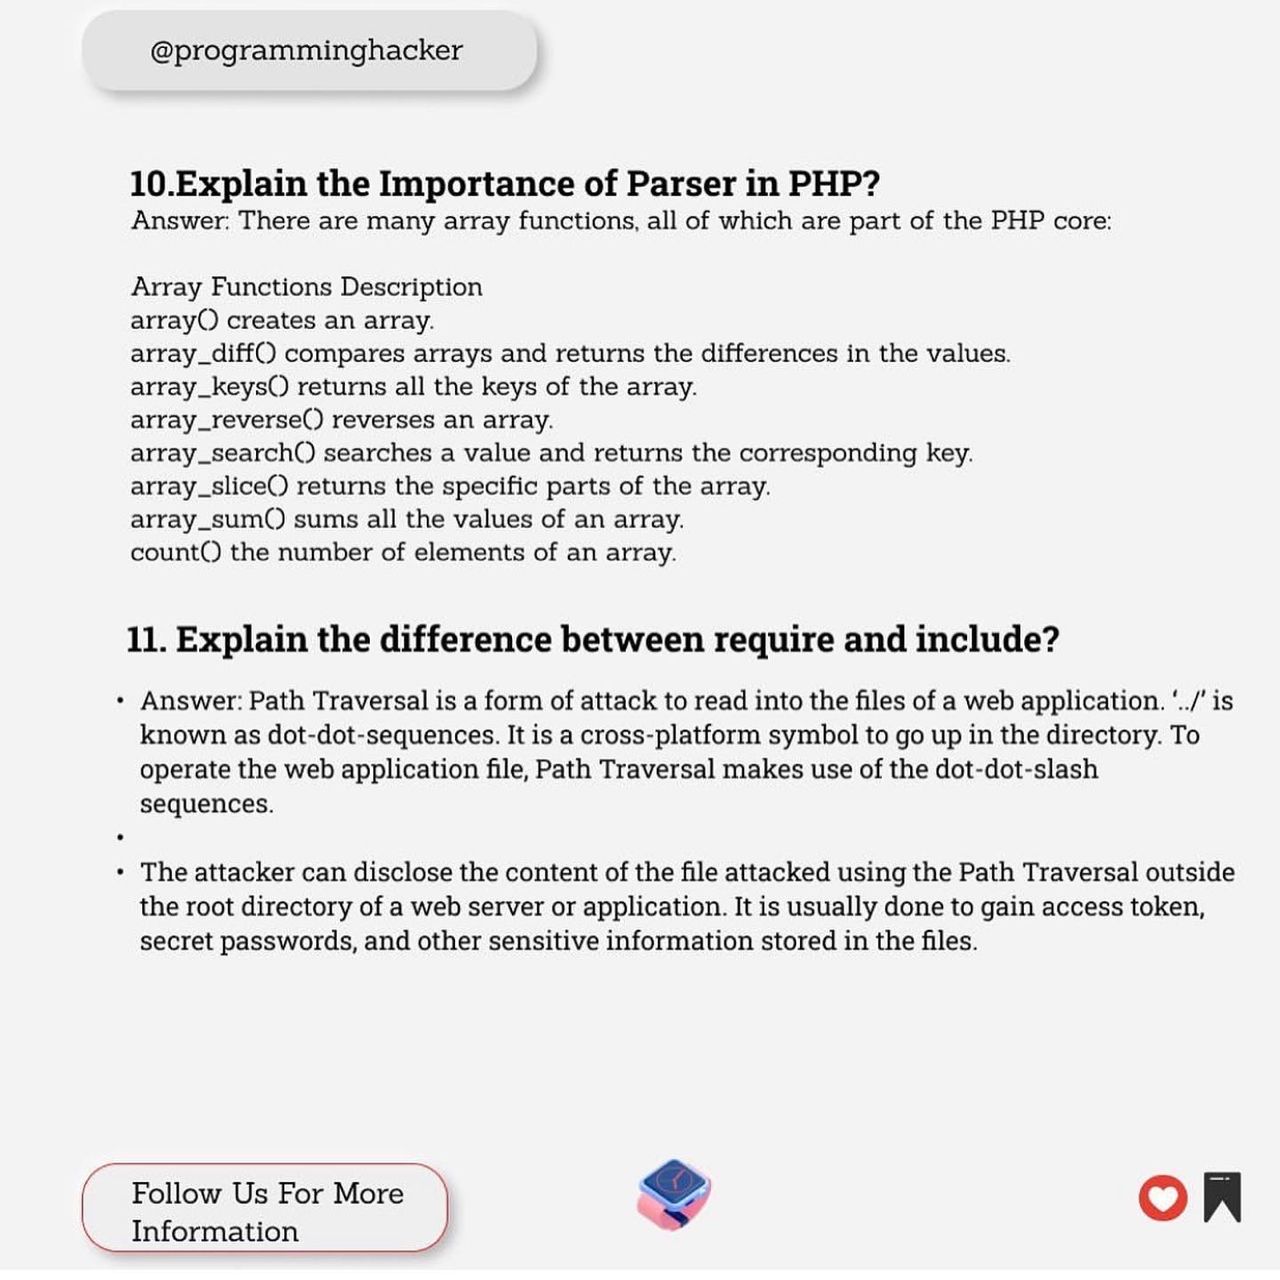 @programminghacker
10.Explain the Importance of Parser in PHP?
Answer: There are many array functions, all of which are part of the PHP core:
Array Functions Description
array() creates an array.
array_diff() compares arrays and returns the differences in the values.
array_keys() returns all the keys of the array.
array_reverse() reverses an array.
array_search() searches a value and returns the corresponding key.
array_slice() returns the specific parts of the array.
array_sum() sums all the values of an array.
count() the number of elements of an array.
11. Explain the difference between require and include?
• Answer: Path Traversal is a form of attack to read into the files of a web application. ‘../’ is
known as dot-dot-sequences. It is a cross-platform symbol to go up in the directory. To
operate the web application file, Path Traversal makes use of the dot-dot-slash
sequences.
•
• The attacker can disclose the content of the file attacked using the Path Traversal outside
the root directory of a web server or application. It is usually done to gain access token,
secret passwords, and other sensitive information stored in the files.
Follow Us For More
Information